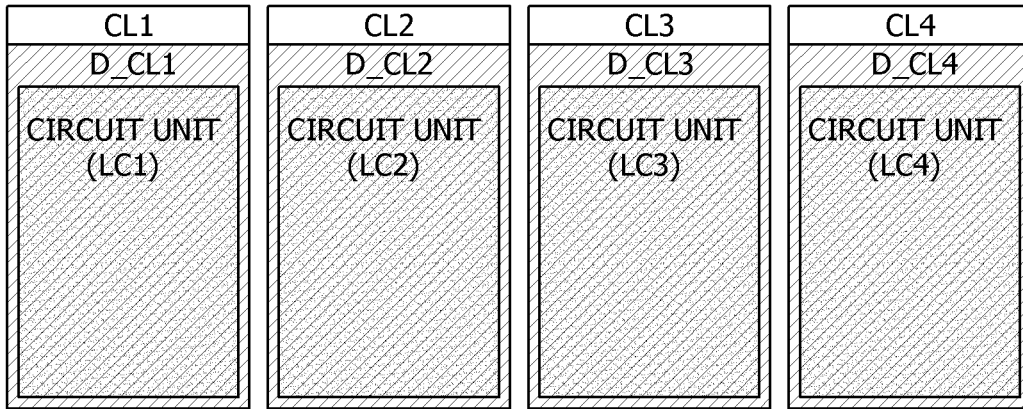 CL1
D_CL1
CIRCUIT UNIT
(LC1)
CL2
D_CL2
CIRCUIT UNIT
(LC2)
CL3
D_CL3
CIRCUIT UNIT
(LC3)
CL4
D_CL4
CIRCUIT UNIT
(LC4)